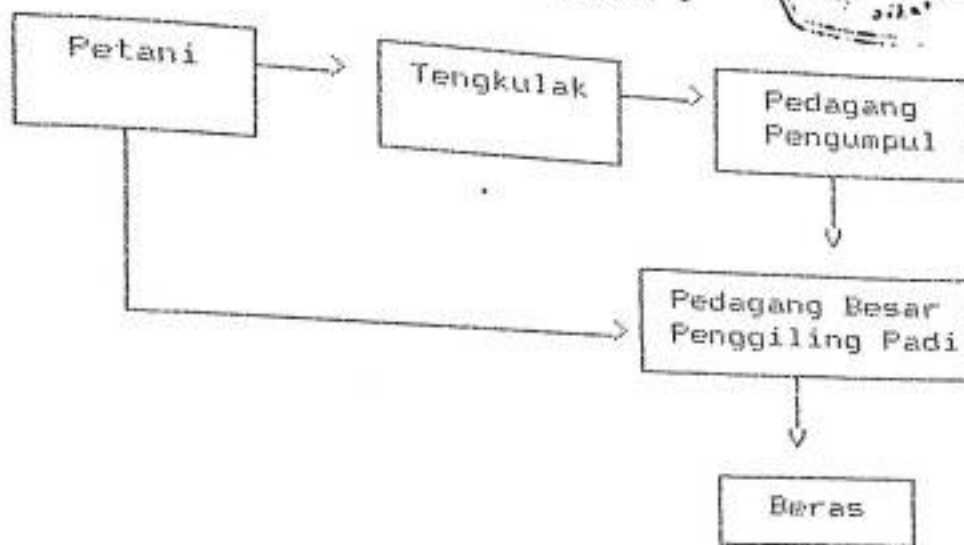 Petani
Tengkulak
Pedagang
Pengumpul
Pedagang Besar
Penggiling Padi
Beras